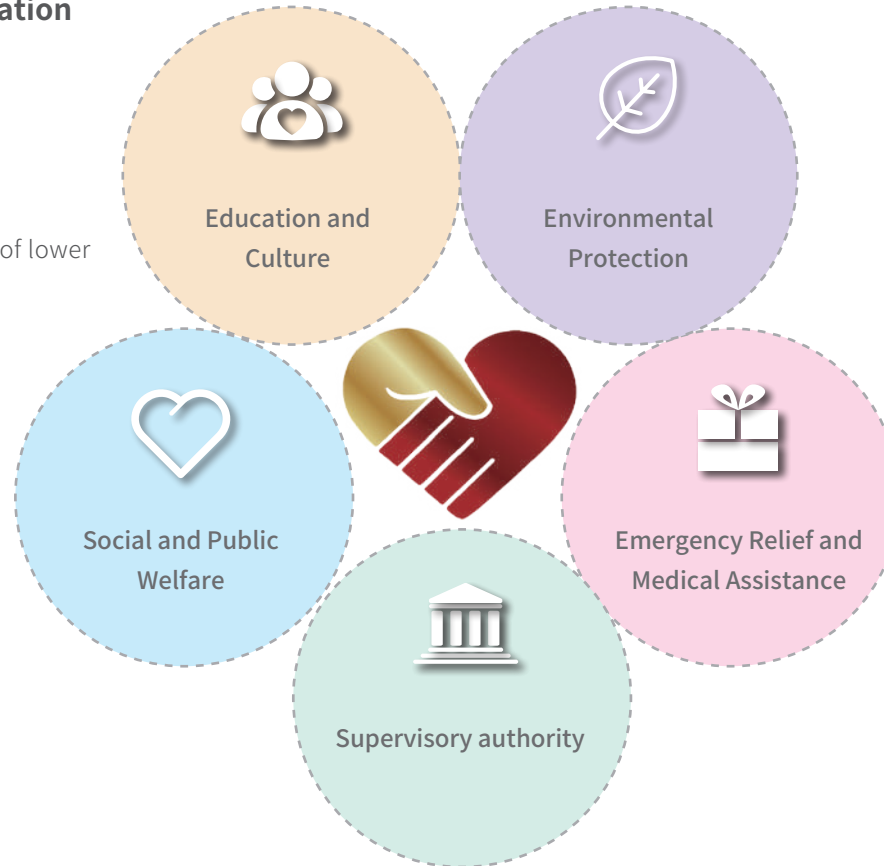 ation
Education and
Culture
Environmental
Protection
of lower
Social and Public
Welfare
Emergency Relief and
Medical Assistance
Supervisory authority